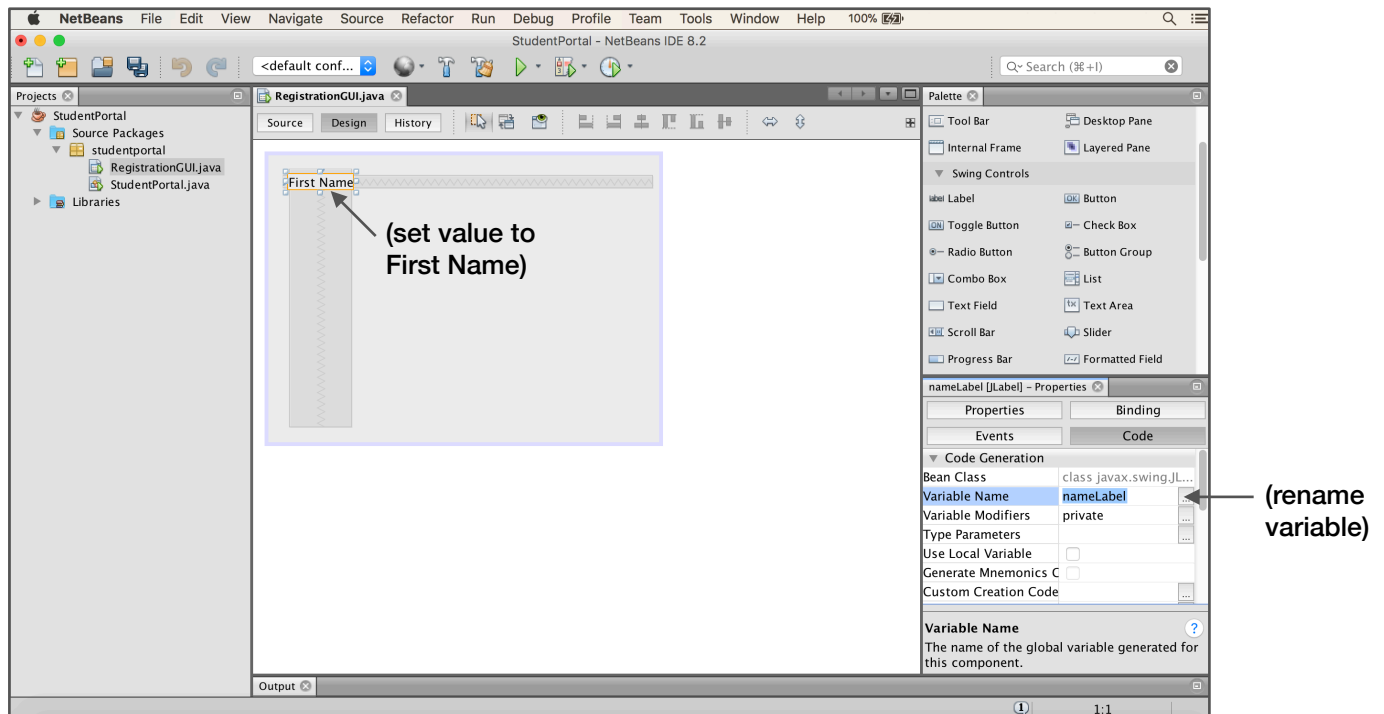 NetBeans File Edit View Navigate Source Refactor Run Debug Profile Team Tools Window Help 100%
StudentPortal - NetBeans IDE 8.2
<default conf...
Search (⌘+I)
Projects
StudentPortal
Source Packages
studentportal
RegistrationGUI.java
StudentPortal.java
Libraries
RegistrationGUI.java
Source Design History
First Name
(set value to
First Name)
Palette
Tool Bar Desktop Pane
Internal Frame Layered Pane
Swing Controls
label Label OK Button
ON Toggle Button Check Box
Radio Button Button Group
Combo Box List
Text Field tx Text Area
Scroll Bar Slider
Progress Bar Formatted Field
nameLabel [JLabel] - Properties
Properties Binding
Events Code
Code Generation
Bean Class class javax.swing.JL...
Variable Name nameLabel ...
Variable Modifiers private ...
Type Parameters ...
Use Local Variable
Generate Mnemonics C
Custom Creation Code ...
Variable Name ?
The name of the global variable generated for
this component.
(rename
variable)
Output
1 1:1